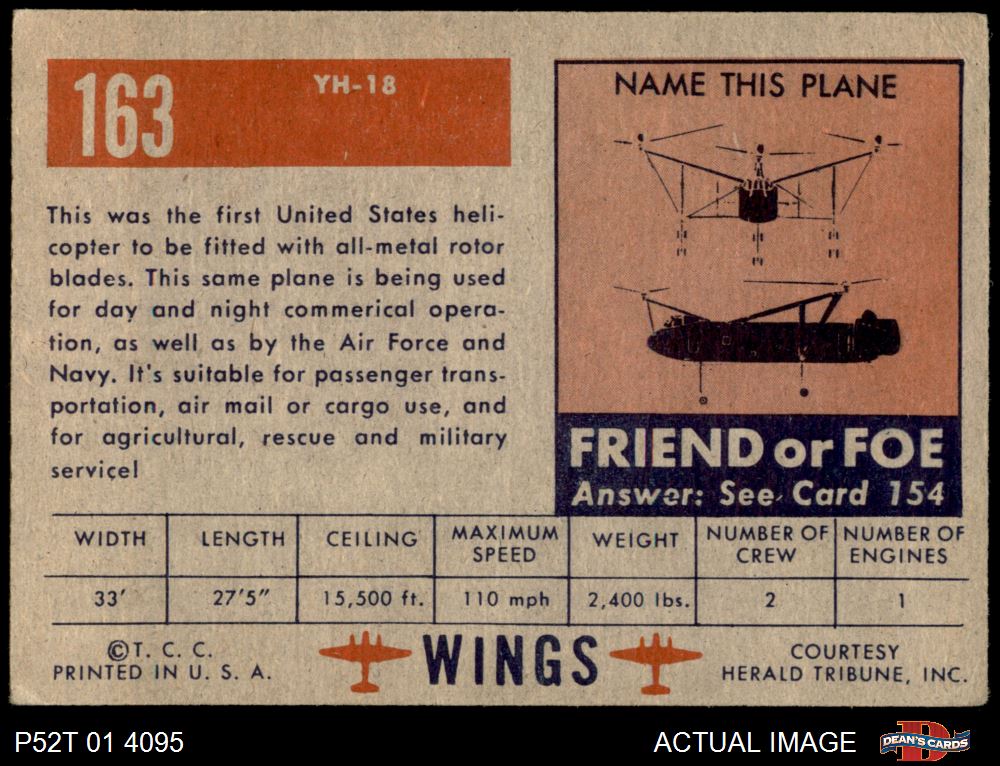 163
YH-18
This was the first United States heli-
copter to be fitted with all-metal rotor
blades. This same plane is being used
for day and night commerical opera-
tion, as well as by the Air Force and
Navy. It's suitable for passenger trans-
portation, air mail or cargo use, and
for agricultural, rescue and military
service!
NAME THIS PLANE
FRIEND or FOE
Answer: See Card 154
WIDTH LENGTH CEILING MAXIMUM SPEED WEIGHT NUMBER OF CREW NUMBER OF ENGINES
33' 27'5" 15,500 ft. 110 mph 2,400 lbs. 2 1
©T. C. C.
PRINTED IN U. S. A.
WINGS
COURTESY
HERALD TRIBUNE, INC.
P52T 01 4095
ACTUAL IMAGE
D
DEAN'S CARDS